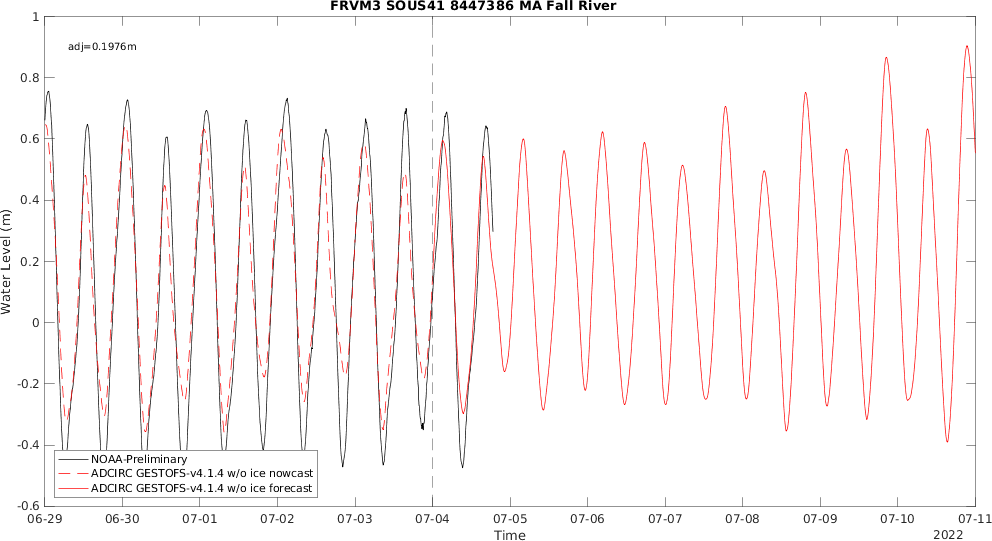 FRVM3 SOUS41 8447386 MA Fall River
adj=0.1976m
1
0.8
0.6
0.4
0.2
0
-0.2
-0.4
-0.6
Water Level (m)
NOAA-Preliminary
ADCIRC GESTOFS-v4.1.4 w/o ice nowcast
ADCIRC GESTOFS-v4.1.4 w/o ice forecast
06-29 06-30 07-01 07-02 07-03 07-04 07-05 07-06 07-07 07-08 07-09 07-10 07-11
Time
2022